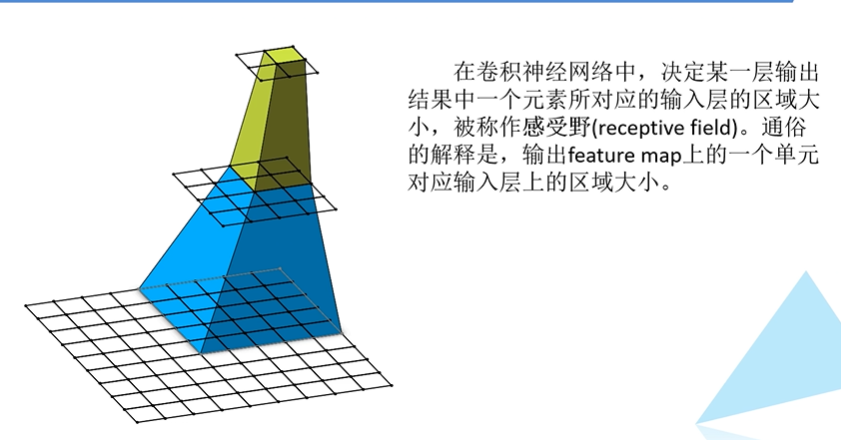 在卷积神经网络中，决定某一层输出
结果中一个元素所对应的输入层的区域大
小，被称作感受野(receptive field)。通俗
的解释是，输出feature map上的一个单元
对应输入层上的区域大小。